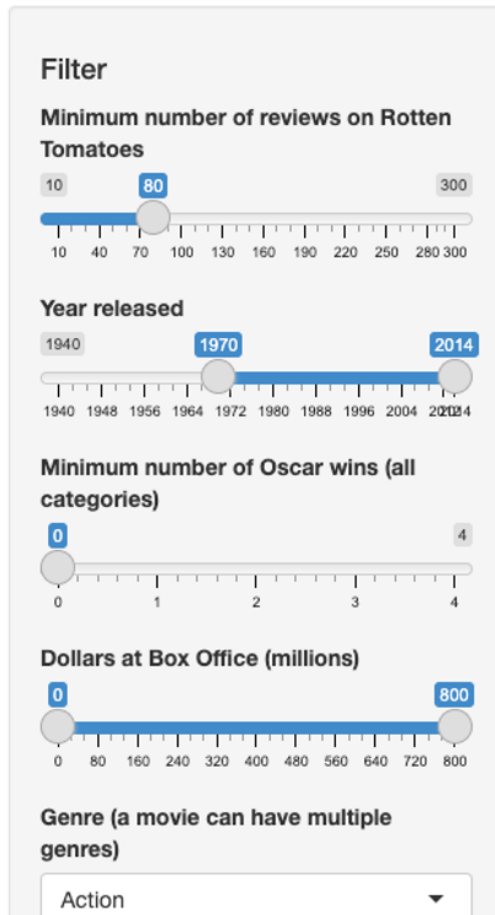 Filter
Minimum number of reviews on Rotten
Tomatoes
10 80 300
10 40 70 100 130 160 190 220 250 280 300
Year released
1940 1970 2014
1940 1948 1956 1964 1972 1980 1988 1996 2004 2012 2014
Minimum number of Oscar wins (all
categories)
0 4
0 1 2 3 4
Dollars at Box Office (millions)
0 800
0 80 160 240 320 400 480 560 640 720 800
Genre (a movie can have multiple
genres)
Action